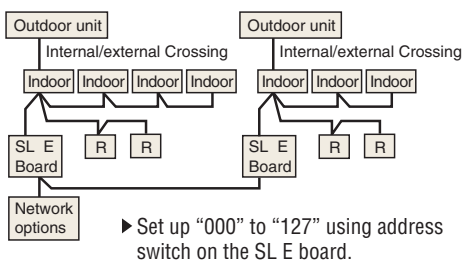 Outdoor unit
Outdoor unit
Internal/external Crossing
Internal/external Crossing
Indoor Indoor Indoor Indoor
Indoor Indoor Indoor
SL E
Board
R R
SL E
Board
R R
Network
options
▶ Set up “000” to “127” using address
switch on the SL E board.